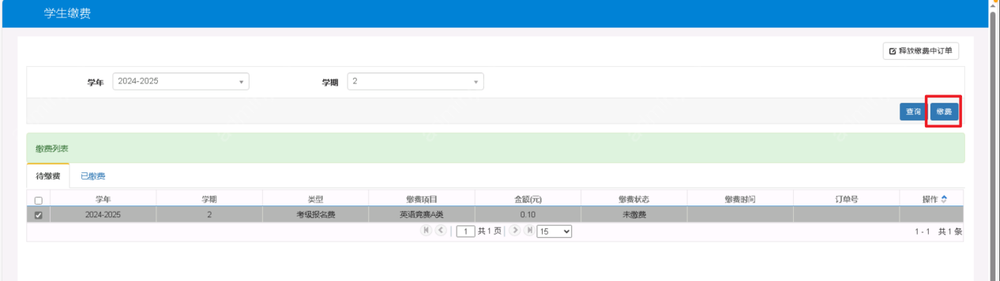 学生缴费
释放缴费中订单
学年 2024-2025 学期 2
查询 缴费
缴费列表
待缴费 已缴费
学年 学期 类型 缴费项目 金额(元) 缴费状态 缴费时间 订单号 操作
2024-2025 2 考级报名费 英语竞赛A类 0.10 未缴费
1 共1页 15 1-1 共1条